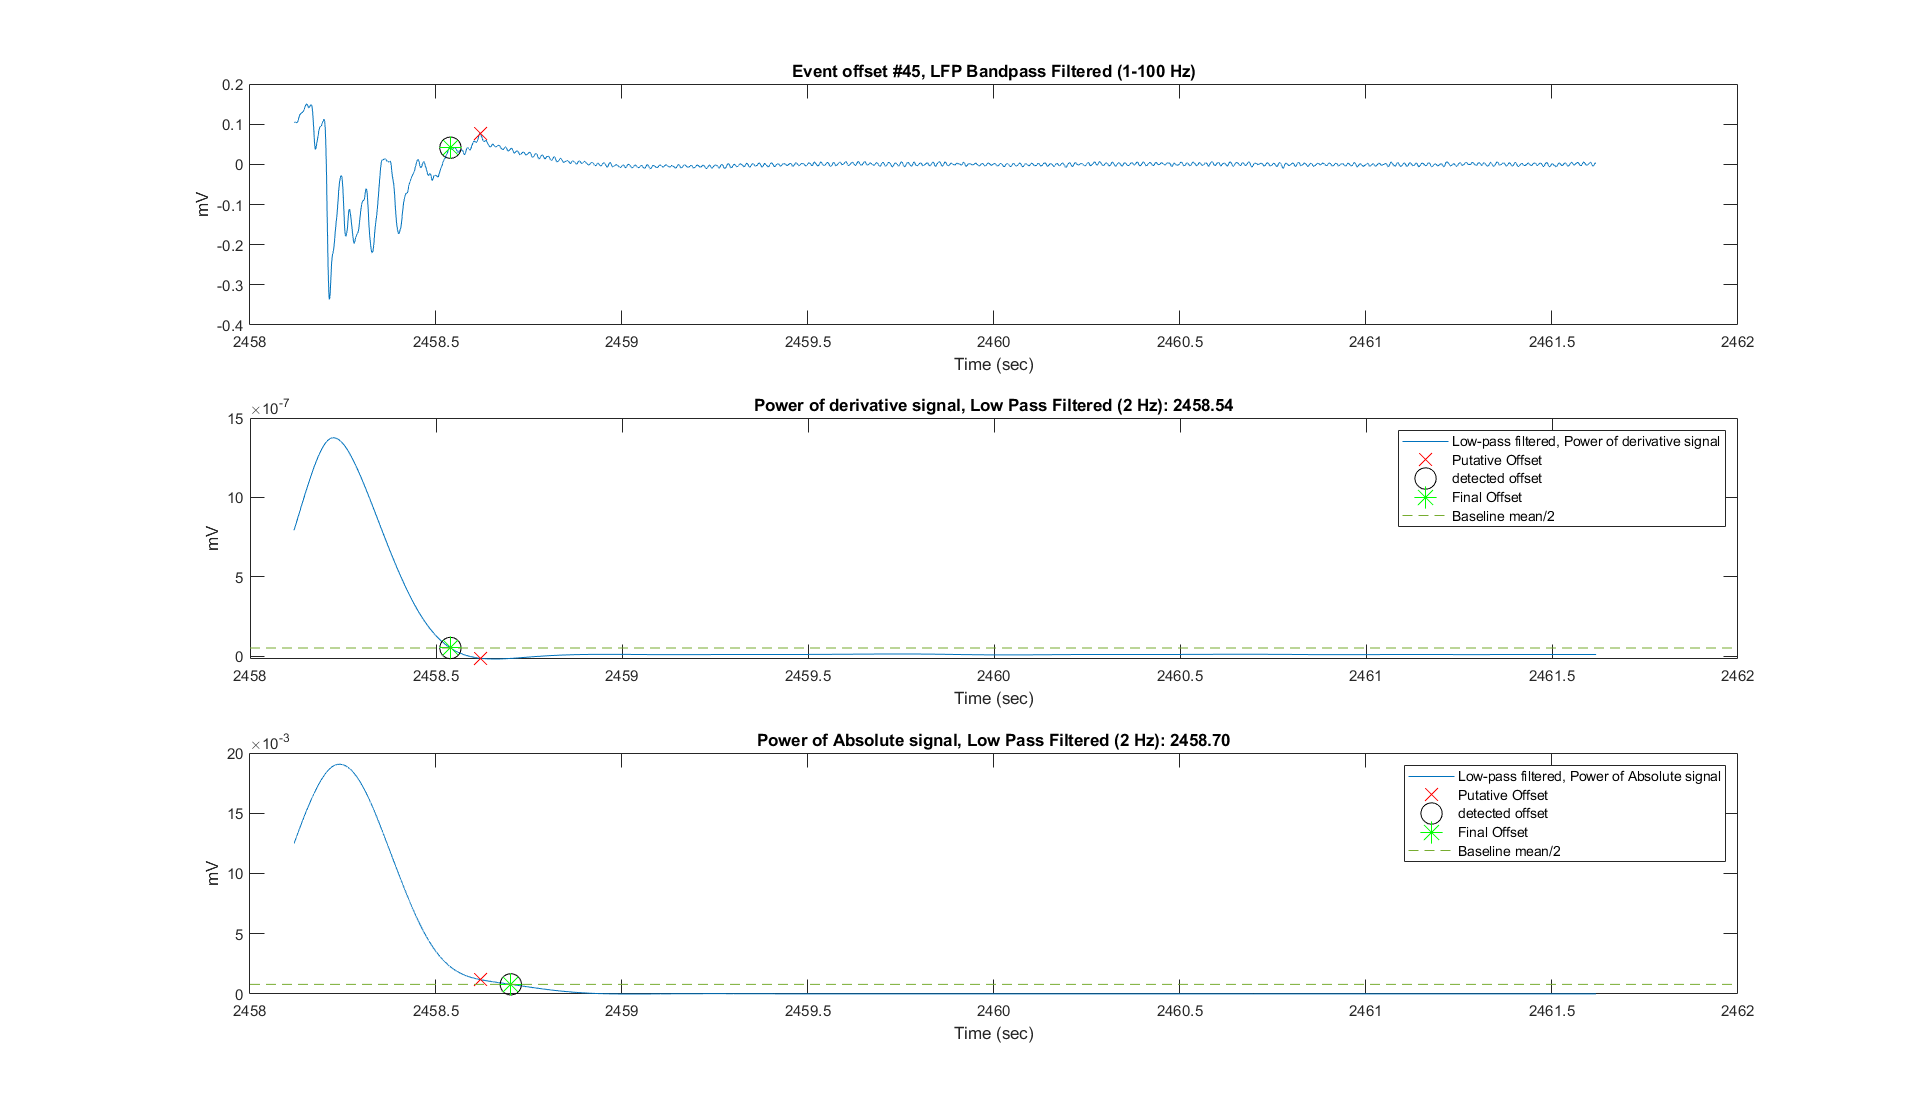 Event offset #45, LFP Bandpass Filtered (1-100 Hz)
0.2
0.1
0
-0.1
-0.2
-0.3
-0.4
mV
2458 2458.5 2459 2459.5 2460 2460.5 2461 2461.5 2462
Time (sec)
Power of derivative signal, Low Pass Filtered (2 Hz): 2458.54
×10-7
15
10
5
0
mV
Low-pass filtered, Power of derivative signal
Putative Offset
detected offset
Final Offset
Baseline mean/2
2458 2458.5 2459 2459.5 2460 2460.5 2461 2461.5 2462
Time (sec)
Power of Absolute signal, Low Pass Filtered (2 Hz): 2458.70
×10-3
20
15
10
5
0
mV
Low-pass filtered, Power of Absolute signal
Putative Offset
detected offset
Final Offset
Baseline mean/2
2458 2458.5 2459 2459.5 2460 2460.5 2461 2461.5 2462
Time (sec)